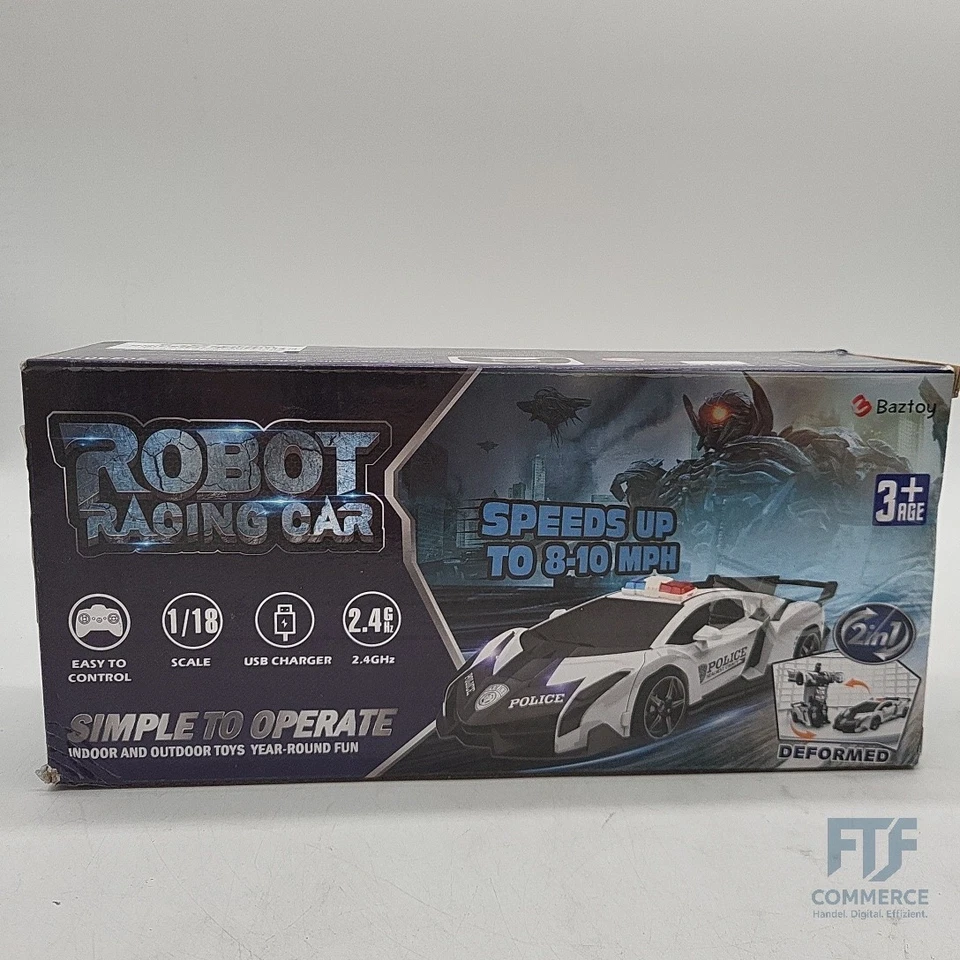 ROBOT
RACING CAR
Baztoy
3+
AGE
SPEEDS UP
TO 8-10 MPH
1/18
2.4GHz
EASY TO
CONTROL
SCALE
USB CHARGER
2.4GHz
POLICE
POLICE
POLICE
2in1
SIMPLE TO OPERATE
INDOOR AND OUTDOOR TOYS YEAR-ROUND FUN
DEFORMED
FTF
COMMERCE
Handel. Digital. Effizient.